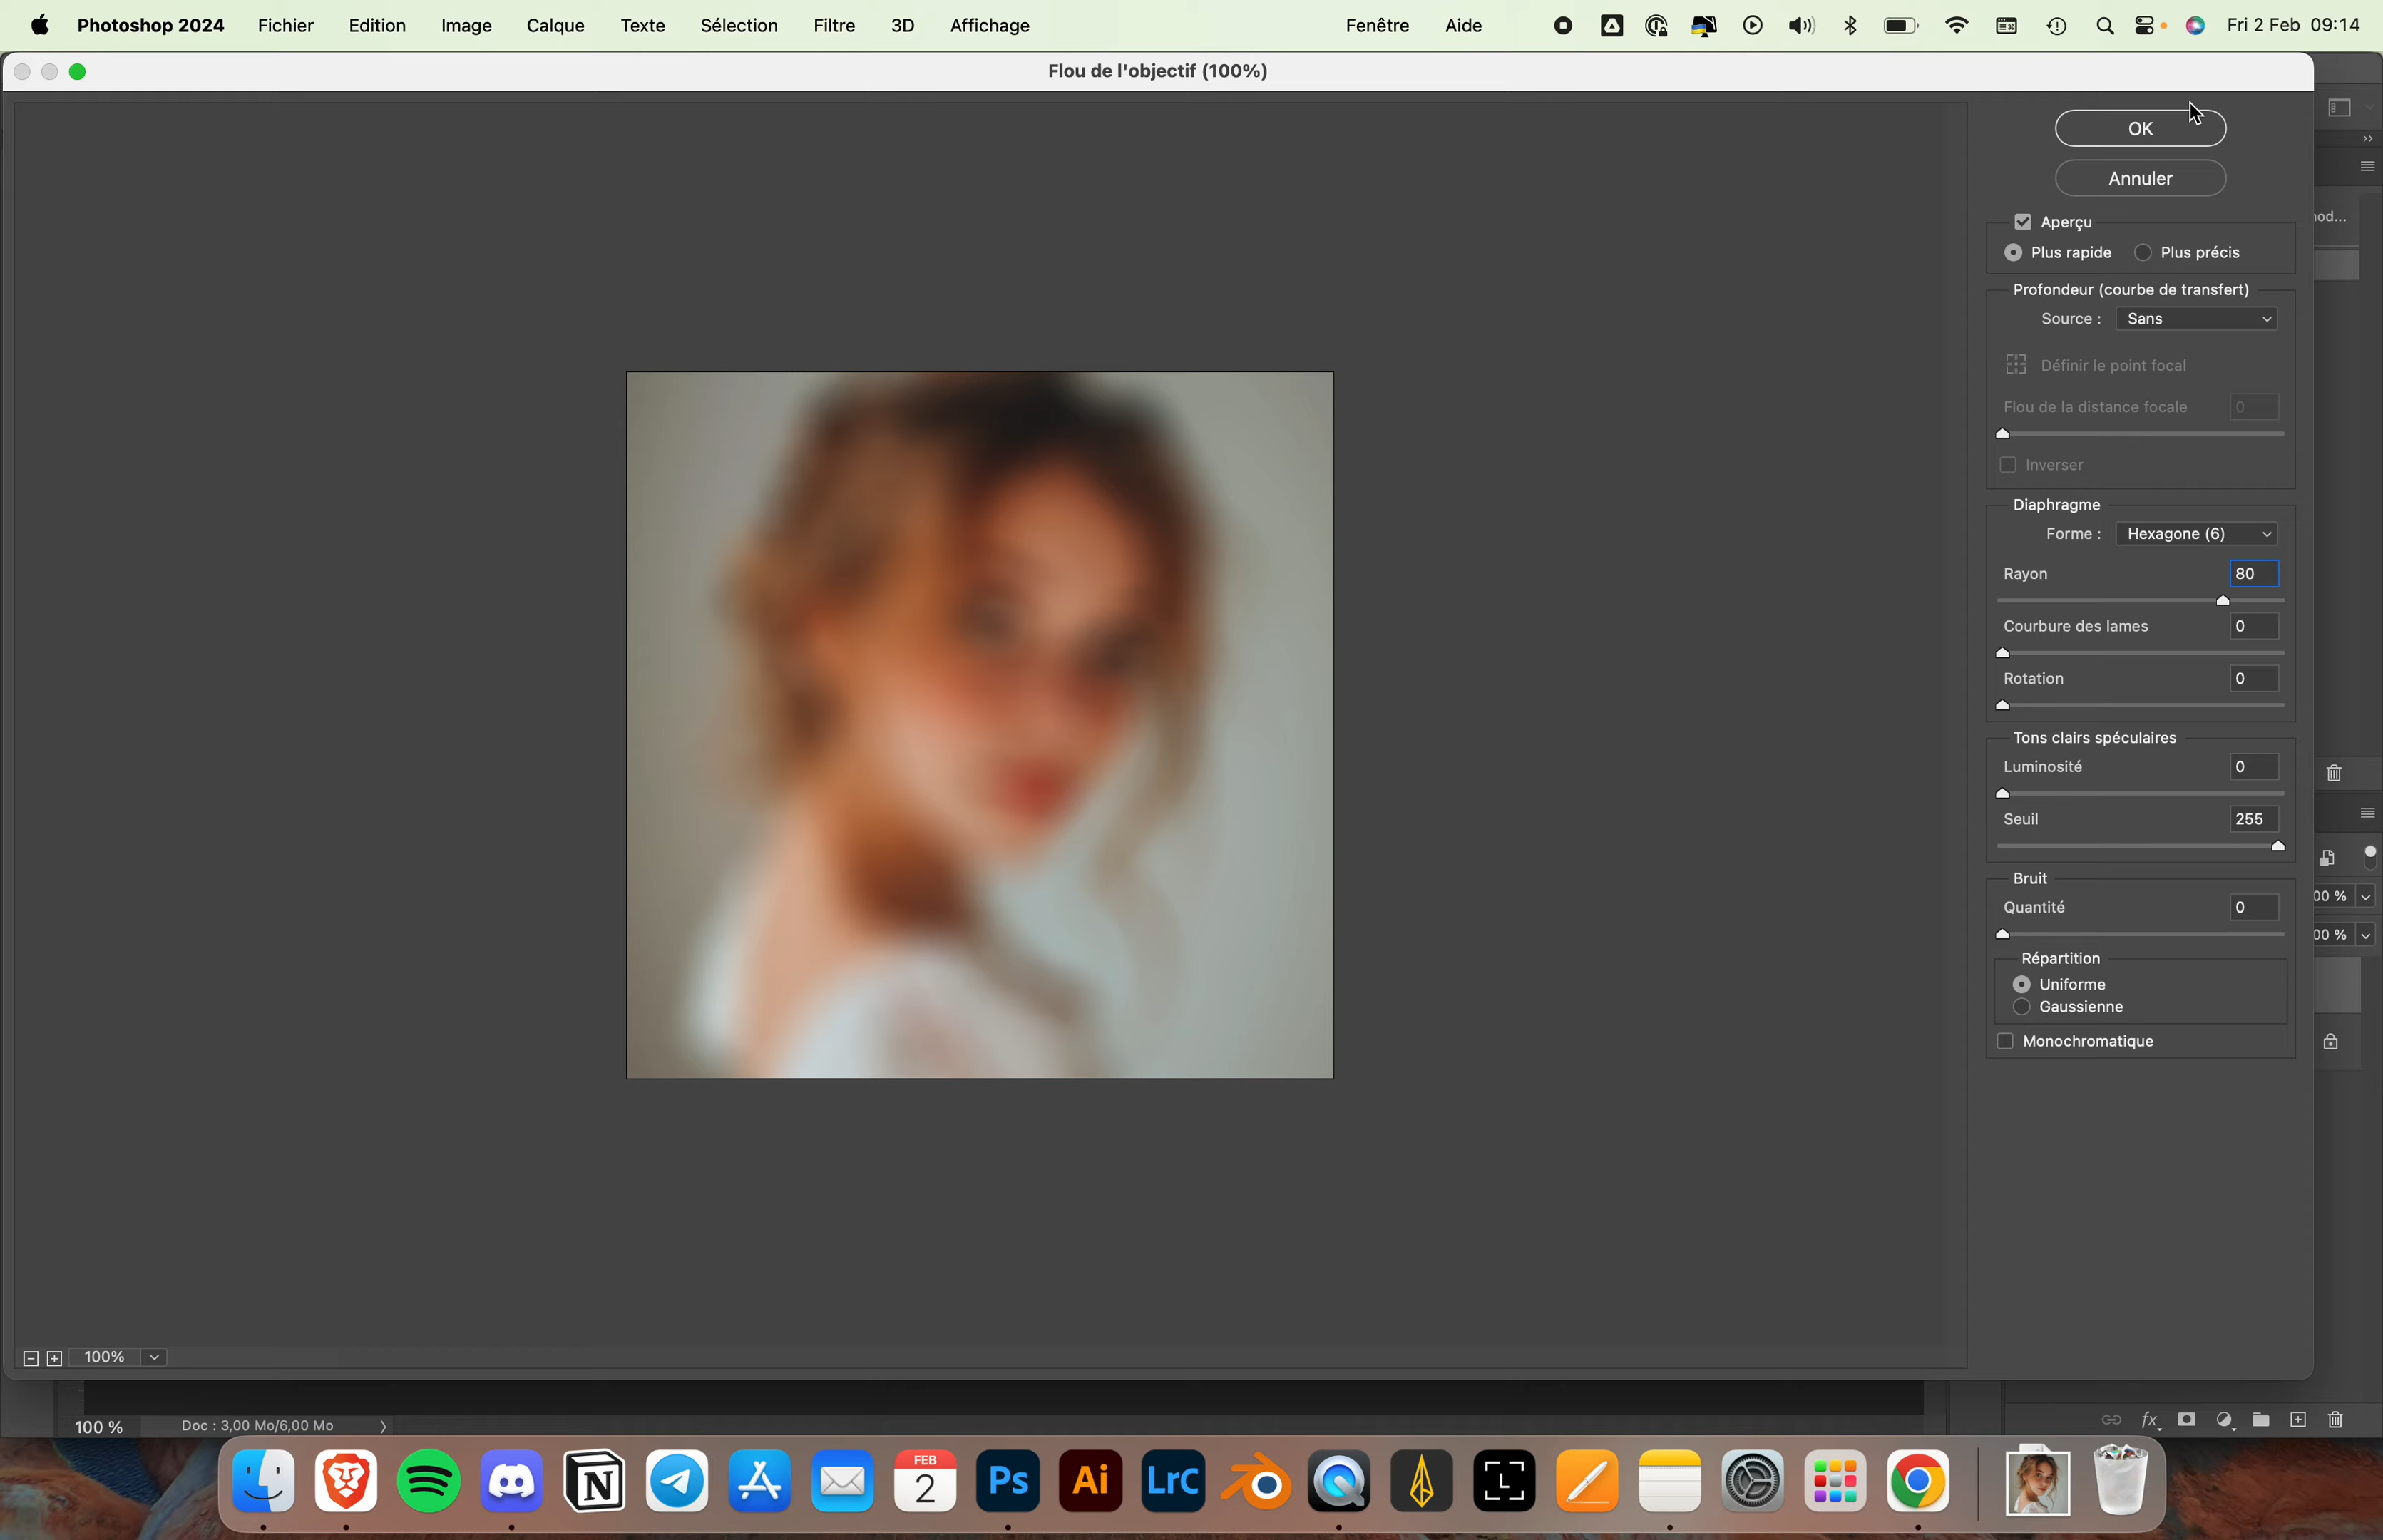 Photoshop 2024 Fichier Edition Image Calque Texte Sélection Filtre 3D Affichage Fenêtre Aide Fri 2 Feb 09:14
Flou de l'objectif (100%)
OK
Annuler
Aperçu
Plus rapide Plus précis
Profondeur (courbe de transfert)
Source : Sans
Définir le point focal
Flou de la distance focale 0
Inverser
Diaphragme
Forme : Hexagone (6)
Rayon 80
Courbure des lames 0
Rotation 0
Tons clairs spéculaires
Luminosité 0
Seuil 255
00 %
Bruit
Quantité 0
00 %
Répartition
Uniforme
Gaussienne
Monochromatique
100%
100 % Doc : 3,00 Mo/6,00 Mo
fx
FEB
2
Ps
Ai
LrC
L
N